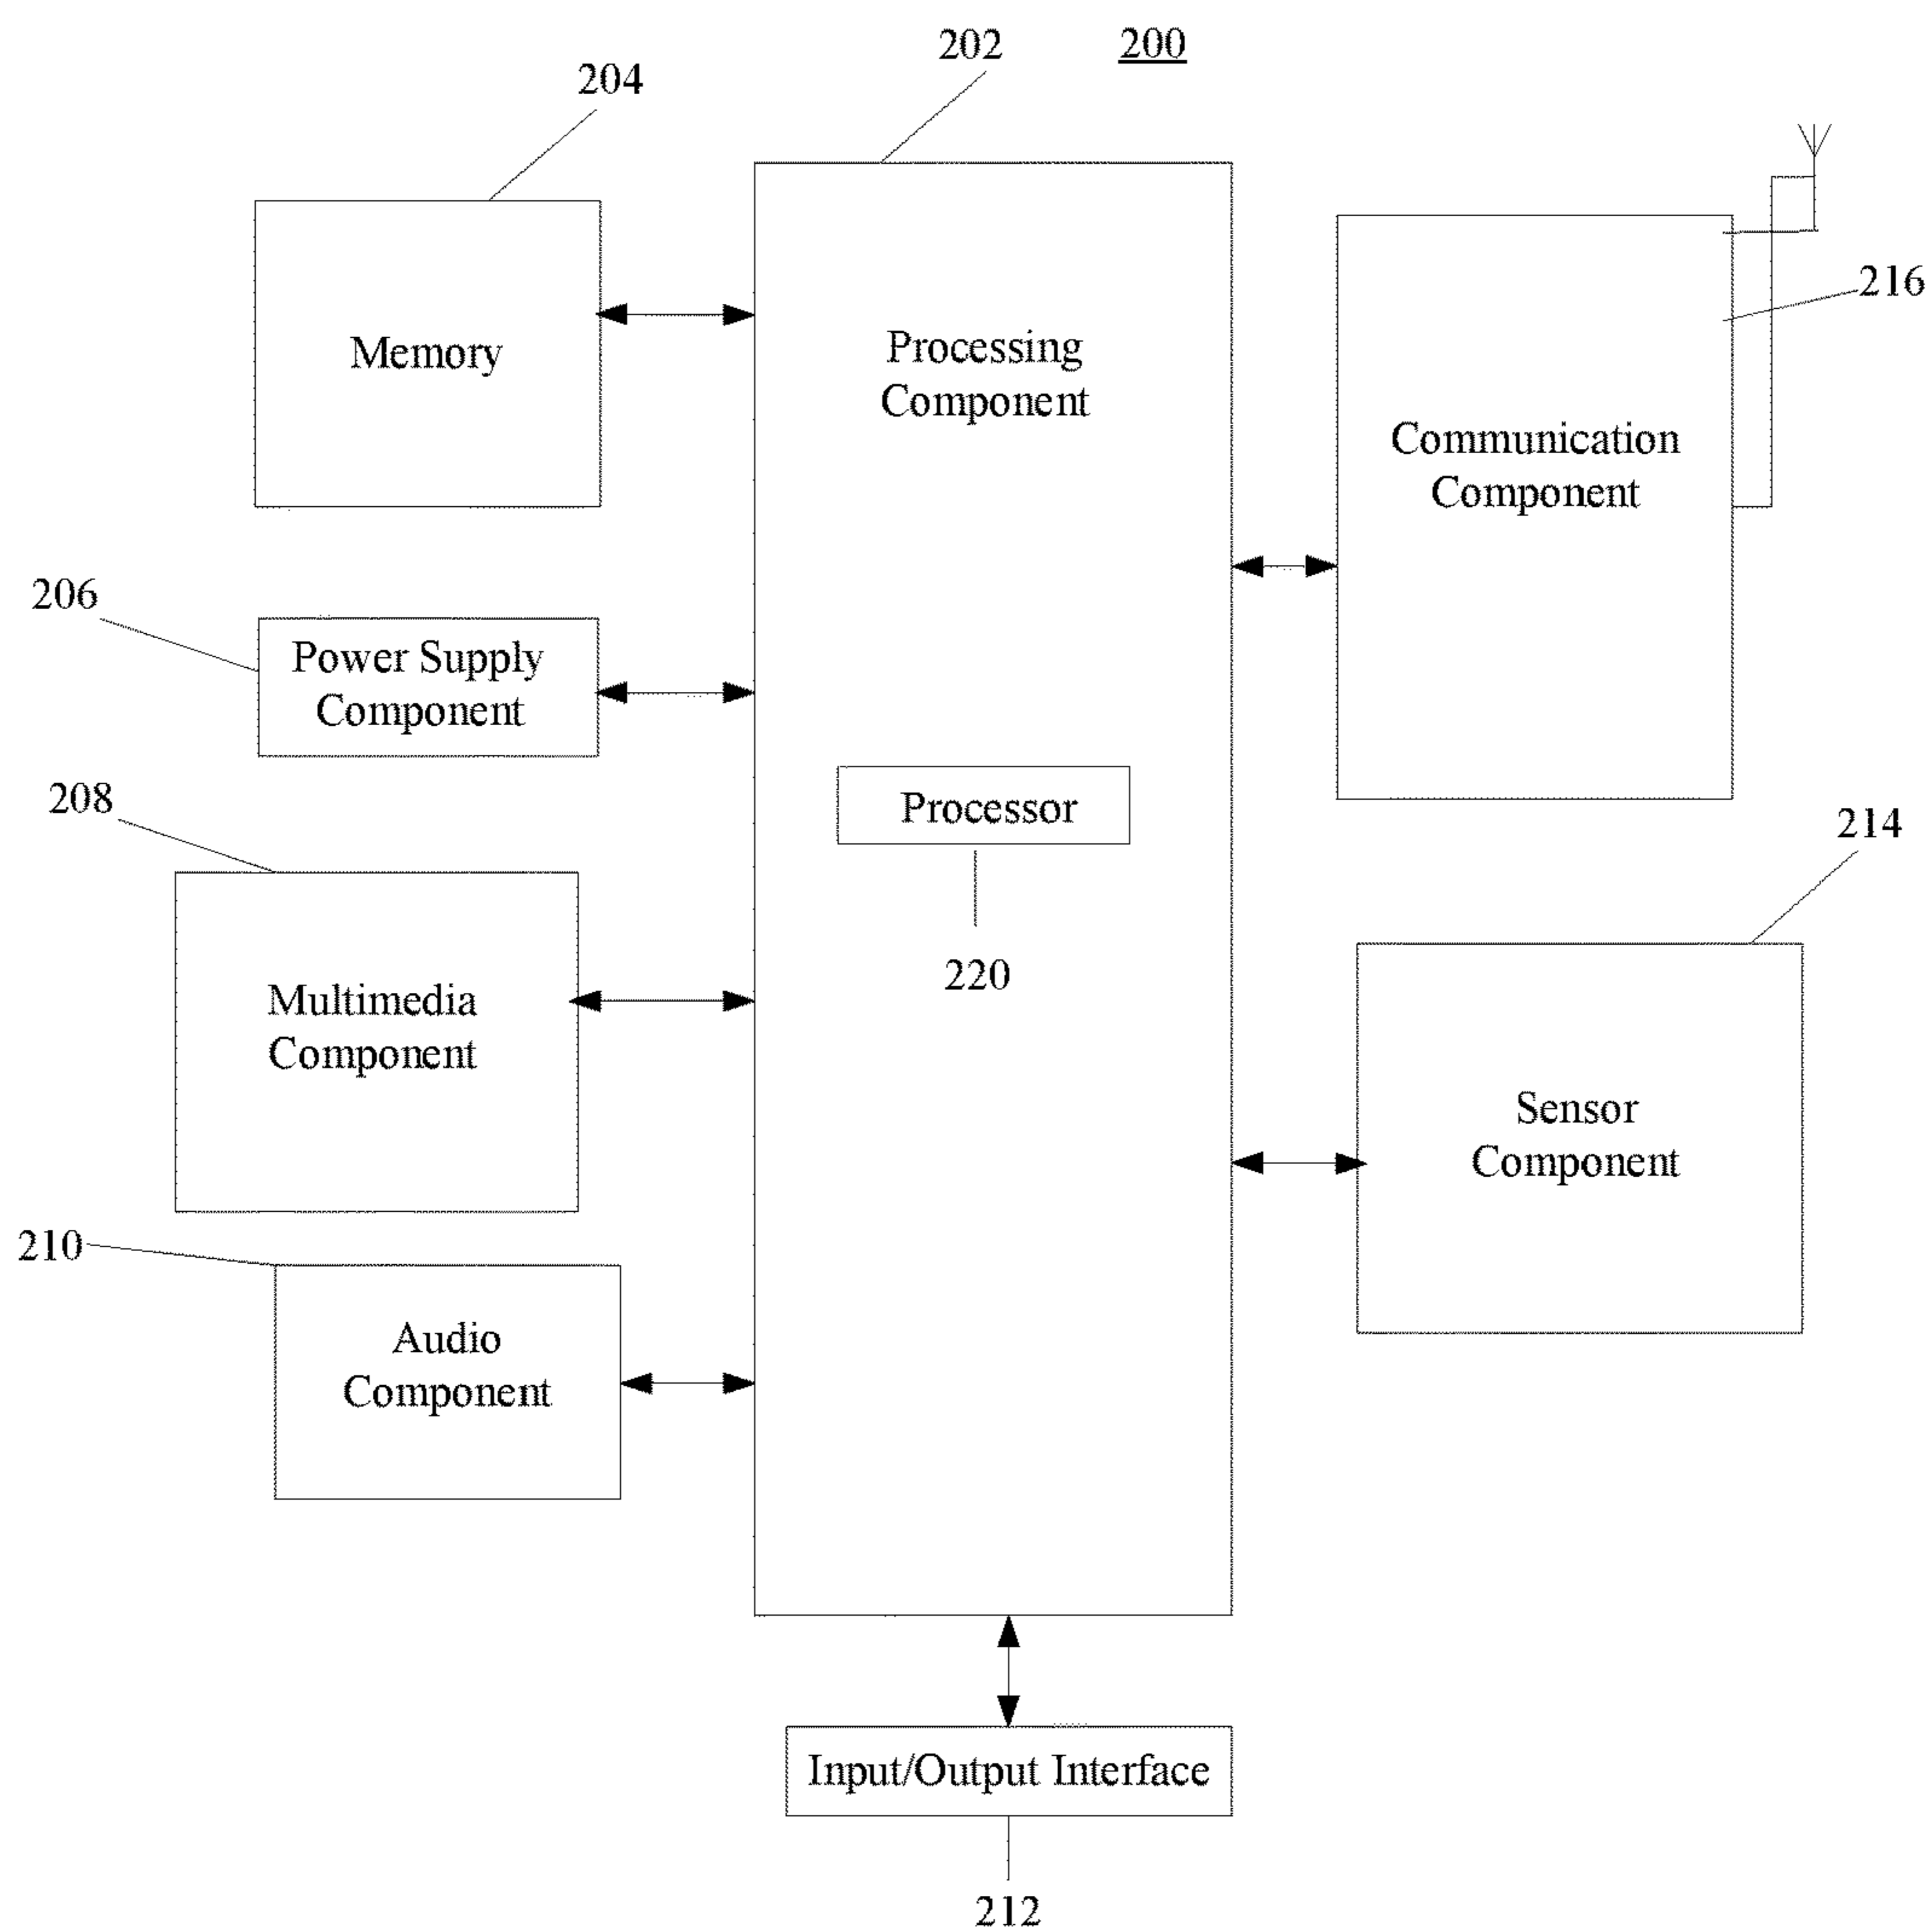 202
200
204
216
Memory
Processing
Component
Communication
Component
206
Power Supply
Component
208
Processor
214
220
Multimedia
Component
Sensor
Component
210
Audio
Component
Input/Output Interface
212